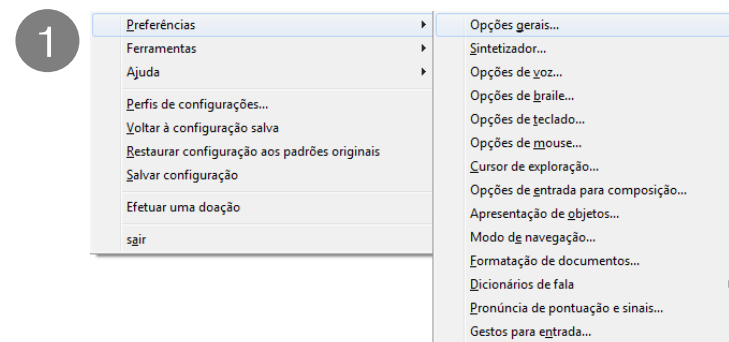 1
Preferências
Ferramentas
Ajuda
Perfis de configurações...
Voltar à configuração salva
Restaurar configuração aos padrões originais
Salvar configuração
Efetuar uma doação
sair
Opções gerais...
Sintetizador...
Opções de voz...
Opções de braile...
Opções de teclado...
Opções de mouse...
Cursor de exploração...
Opções de entrada para composição...
Apresentação de objetos...
Modo de navegação...
Formatação de documentos...
Dicionários de fala
Pronúncia de pontuação e sinais...
Gestos para entrada...